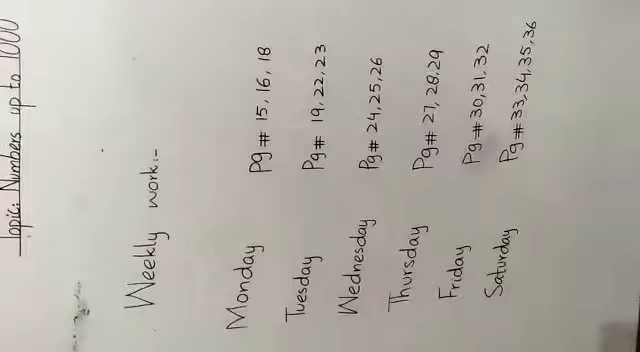 Topic: Numbers up to 1000
Weekly work:-
Monday Pg # 15, 16, 18
Tuesday Pg # 19, 22, 23
Wednesday Pg # 24, 25, 26
Thursday Pg # 27, 28, 29
Friday Pg # 30, 31, 32
Saturday Pg # 33, 34, 35, 36